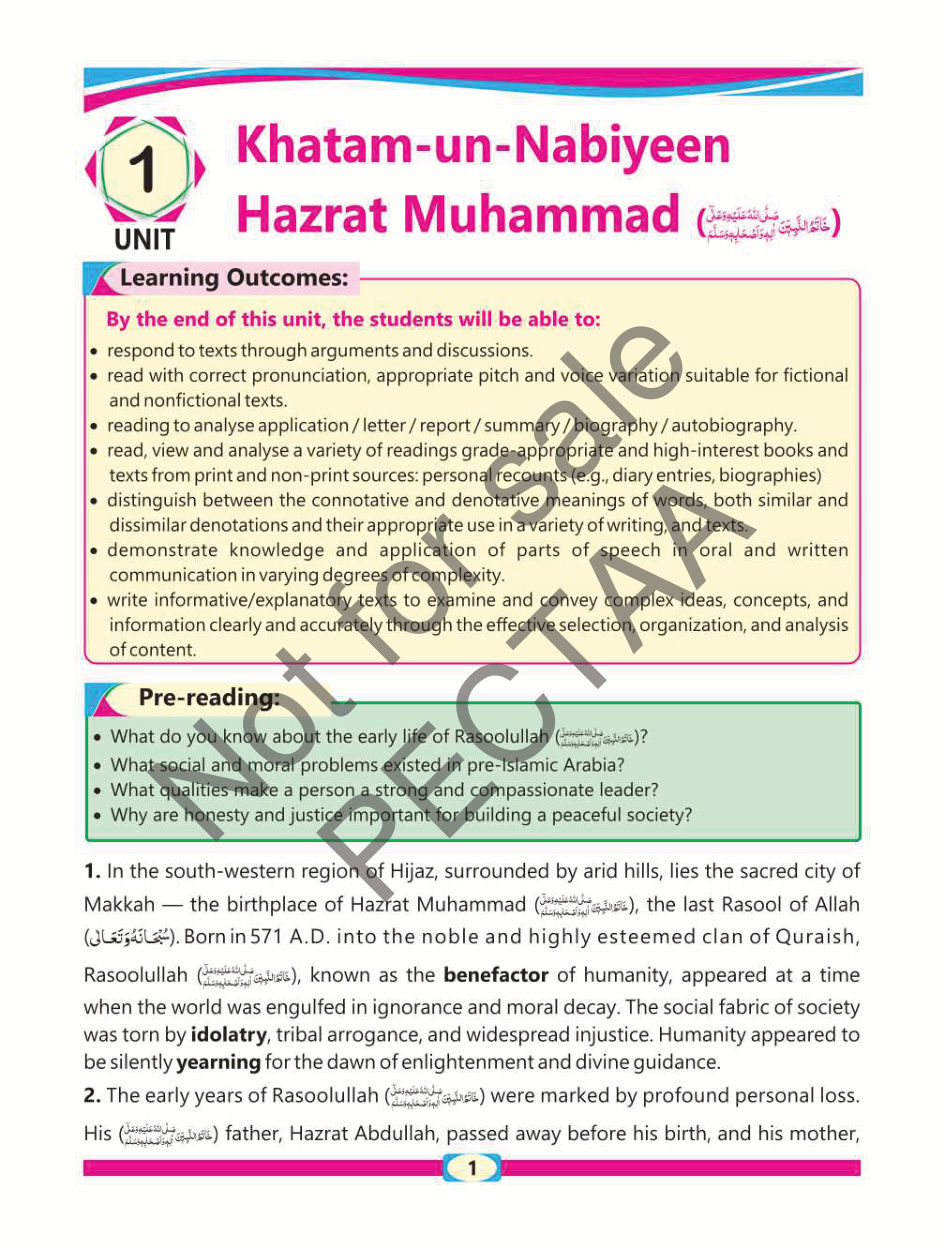 1
UNIT
Khatam-un-Nabiyeen
Hazrat Muhammad (خَاتَمُ النَّبِيّٖنَ صَلَّى اللّٰهُ عَلَيْهِ وَعَلٰٓى اٰلِهٖ وَاَصْحَابِهٖ وَسَلَّمَ)
Learning Outcomes:
By the end of this unit, the students will be able to:
• respond to texts through arguments and discussions.
• read with correct pronunciation, appropriate pitch and voice variation suitable for fictional
and nonfictional texts.
• reading to analyse application / letter / report / summary / biography / autobiography.
• read, view and analyse a variety of readings grade-appropriate and high-interest books and
texts from print and non-print sources: personal recounts (e.g., diary entries, biographies)
• distinguish between the connotative and denotative meanings of words, both similar and
dissimilar denotations and their appropriate use in a variety of writing, and texts.
• demonstrate knowledge and application of parts of speech in oral and written
communication in varying degrees of complexity.
• write informative/explanatory texts to examine and convey complex ideas, concepts, and
information clearly and accurately through the effective selection, organization, and analysis
of content.
Pre-reading:
• What do you know about the early life of Rasoolullah (خَاتَمُ النَّبِيّٖنَ صَلَّى اللّٰهُ عَلَيْهِ وَعَلٰٓى اٰلِهٖ وَاَصْحَابِهٖ وَسَلَّمَ)?
• What social and moral problems existed in pre-Islamic Arabia?
• What qualities make a person a strong and compassionate leader?
• Why are honesty and justice important for building a peaceful society?
1. In the south-western region of Hijaz, surrounded by arid hills, lies the sacred city of
Makkah — the birthplace of Hazrat Muhammad (خَاتَمُ النَّبِيّٖنَ صَلَّى اللّٰهُ عَلَيْهِ وَعَلٰٓى اٰلِهٖ وَاَصْحَابِهٖ وَسَلَّمَ), the last Rasool of Allah
(سُبْحَانَهٗ وَتَعَالٰى). Born in 571 A.D. into the noble and highly esteemed clan of Quraish,
Rasoolullah (خَاتَمُ النَّبِيّٖنَ صَلَّى اللّٰهُ عَلَيْهِ وَعَلٰٓى اٰلِهٖ وَاَصْحَابِهٖ وَسَلَّمَ), known as the benefactor of humanity, appeared at a time
when the world was engulfed in ignorance and moral decay. The social fabric of society
was torn by idolatry, tribal arrogance, and widespread injustice. Humanity appeared to
be silently yearning for the dawn of enlightenment and divine guidance.
2. The early years of Rasoolullah (خَاتَمُ النَّبِيّٖنَ صَلَّى اللّٰهُ عَلَيْهِ وَعَلٰٓى اٰلِهٖ وَاَصْحَابِهٖ وَسَلَّمَ) were marked by profound personal loss.
His (خَاتَمُ النَّبِيّٖنَ صَلَّى اللّٰهُ عَلَيْهِ وَعَلٰٓى اٰلِهٖ وَاَصْحَابِهٖ وَسَلَّمَ) father, Hazrat Abdullah, passed away before his birth, and his mother,
1
Not for sale
PECTAA